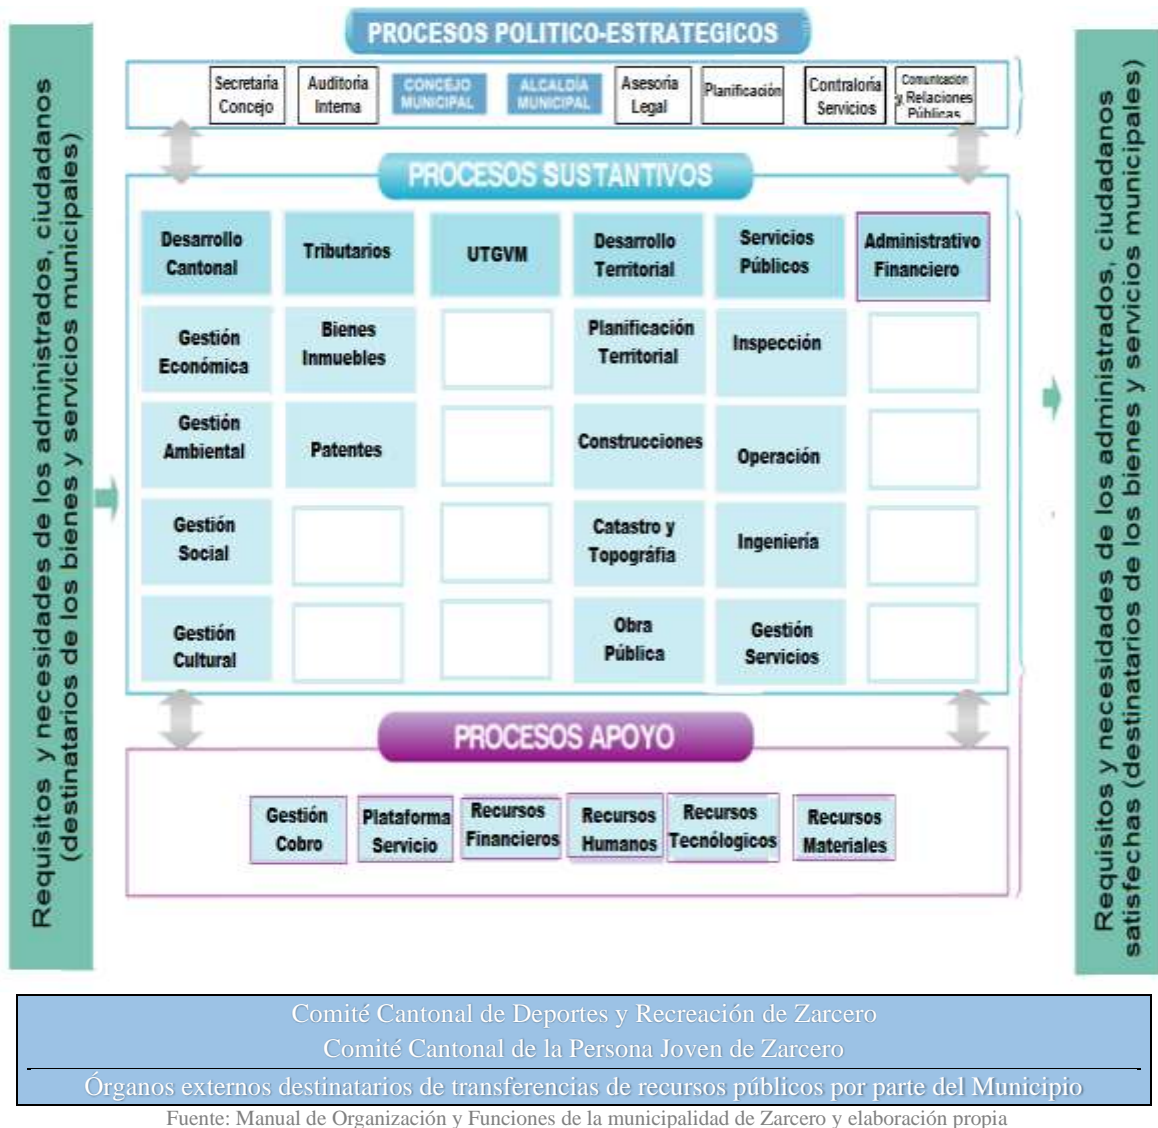 PROCESOS POLITICO-ESTRATEGICOS
Secretaria
Concejo
Auditoria
Interna
CONCEJO
MUNICIPAL
ALCALDÍA
MUNICIPAL
Asesoria
Legal
Planificación
Contraloria
Servicios
Comunicación
y Relaciones
Públicas
Requisitos y necesidades de los administrados, ciudadanos
(destinatarios de los bienes y servicios municipales)
PROCESOS SUSTANTIVOS
Desarrollo
Cantonal
Tributarios
UTGVM
Desarrollo
Territorial
Servicios
Públicos
Administrativo
Financiero
Gestión
Económica
Bienes
Inmuebles
Planificación
Territorial
Inspección
Gestión
Ambiental
Patentes
Construcciones
Operación
Gestión
Social
Catastro y
Topográfia
Ingeniería
Gestión
Cultural
Obra
Pública
Gestión
Servicios
PROCESOS APOYO
Gestión
Cobro
Plataforma
Servicio
Recursos
Financieros
Recursos
Humanos
Recursos
Tecnólogicos
Recursos
Materiales
Requisitos y necesidades de los administrados, ciudadanos
satisfechas (destinatarios de los bienes y servicios municipales)
Comité Cantonal de Deportes y Recreación de Zarcero
Comité Cantonal de la Persona Joven de Zarcero
Órganos externos destinatarios de transferencias de recursos públicos por parte del Municipio
Fuente: Manual de Organización y Funciones de la municipalidad de Zarcero y elaboración propia